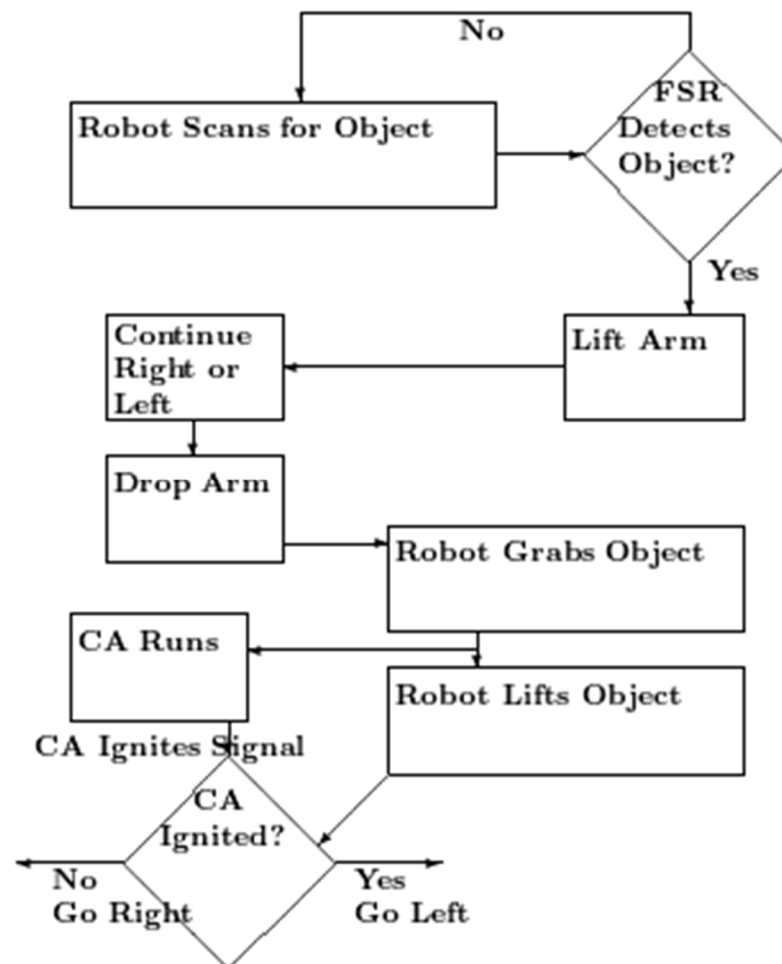 No
FSR
Detects
Object?
Robot Scans for Object
Yes
Lift Arm
Continue
Right or
Left
Drop Arm
Robot Grabs Object
CA Runs
Robot Lifts Object
CA Ignites Signal
CA
Ignited?
No
Go Right
Yes
Go Left